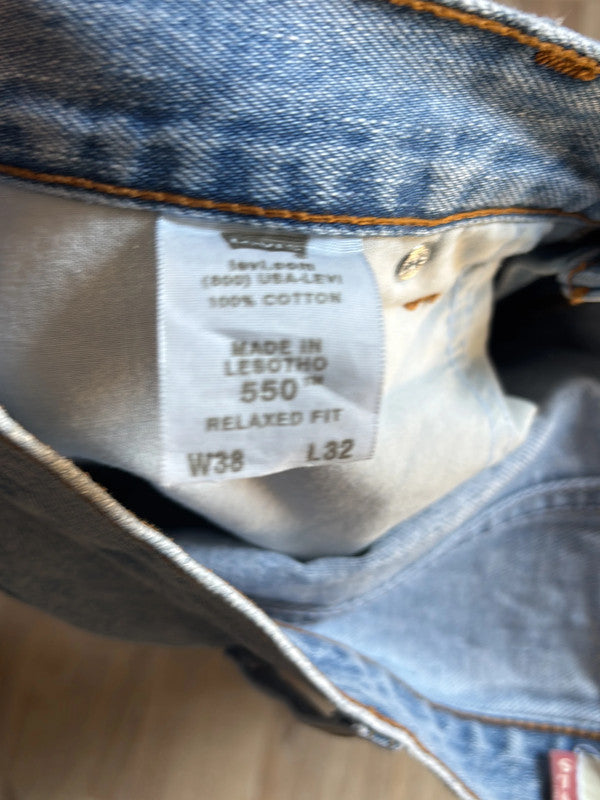 levi.com
(800) USA-LEVI
100% COTTON
MADE IN
LESOTHO
550™
RELAXED FIT
W38 L32